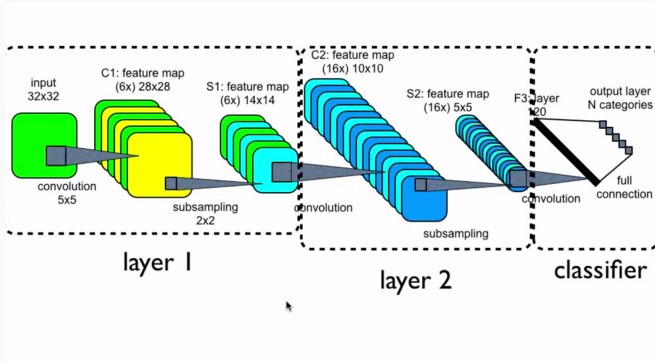 input
32x32
C1: feature map
(6x) 28x28
S1: feature map
(6x) 14x14
convolution
5x5
subsampling
2x2
convolution
layer 1
C2: feature map
(16x) 10x10
S2: feature map
(16x) 5x5
subsampling
convolution
layer 2
F3: layer
120
output layer
N categories
full
connection
classifier